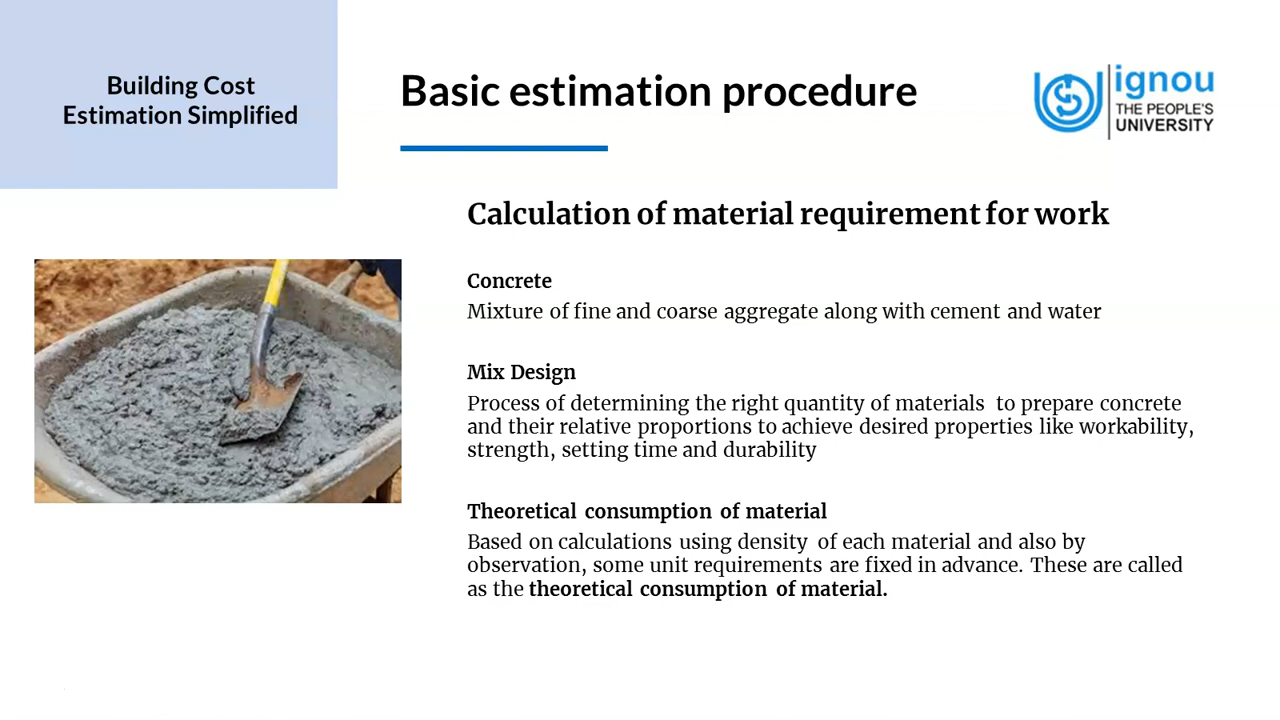 Building Cost
Estimation Simplified
Basic estimation procedure
ignou
THE PEOPLE'S
UNIVERSITY
Calculation of material requirement for work
Concrete
Mixture of fine and coarse aggregate along with cement and water
Mix Design
Process of determining the right quantity of materials to prepare concrete
and their relative proportions to achieve desired properties like workability,
strength, setting time and durability
Theoretical consumption of material
Based on calculations using density of each material and also by
observation, some unit requirements are fixed in advance. These are called
as the theoretical consumption of material.